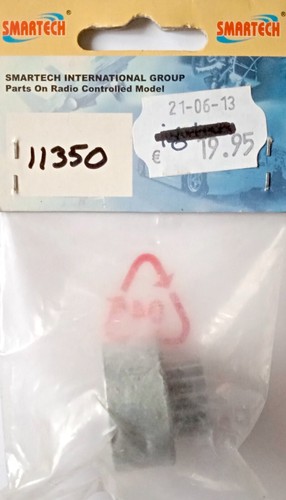 SMARTECH®
SMARTECH
SMARTECH INTERNATIONAL GROUP
Parts On Radio Controlled Model
21-06-13
11350
€ 19.95